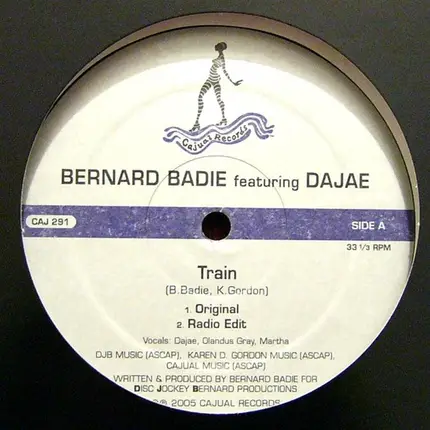 Cajual Records
BERNARD BADIE featuring DAJAE
CAJ 291
SIDE A
33 1/3 RPM
Train
(B.Badie, K.Gordon)
1. Original
2. Radio Edit
Vocals: Dajae, Olandus Gray, Martha
DJB MUSIC (ASCAP), KAREN D. GORDON MUSIC (ASCAP),
CAJUAL MUSIC (ASCAP)
WRITTEN & PRODUCED BY BERNARD BADIE FOR
DISC JOCKEY BERNARD PRODUCTIONS
℗/© 2005 CAJUAL RECORDS